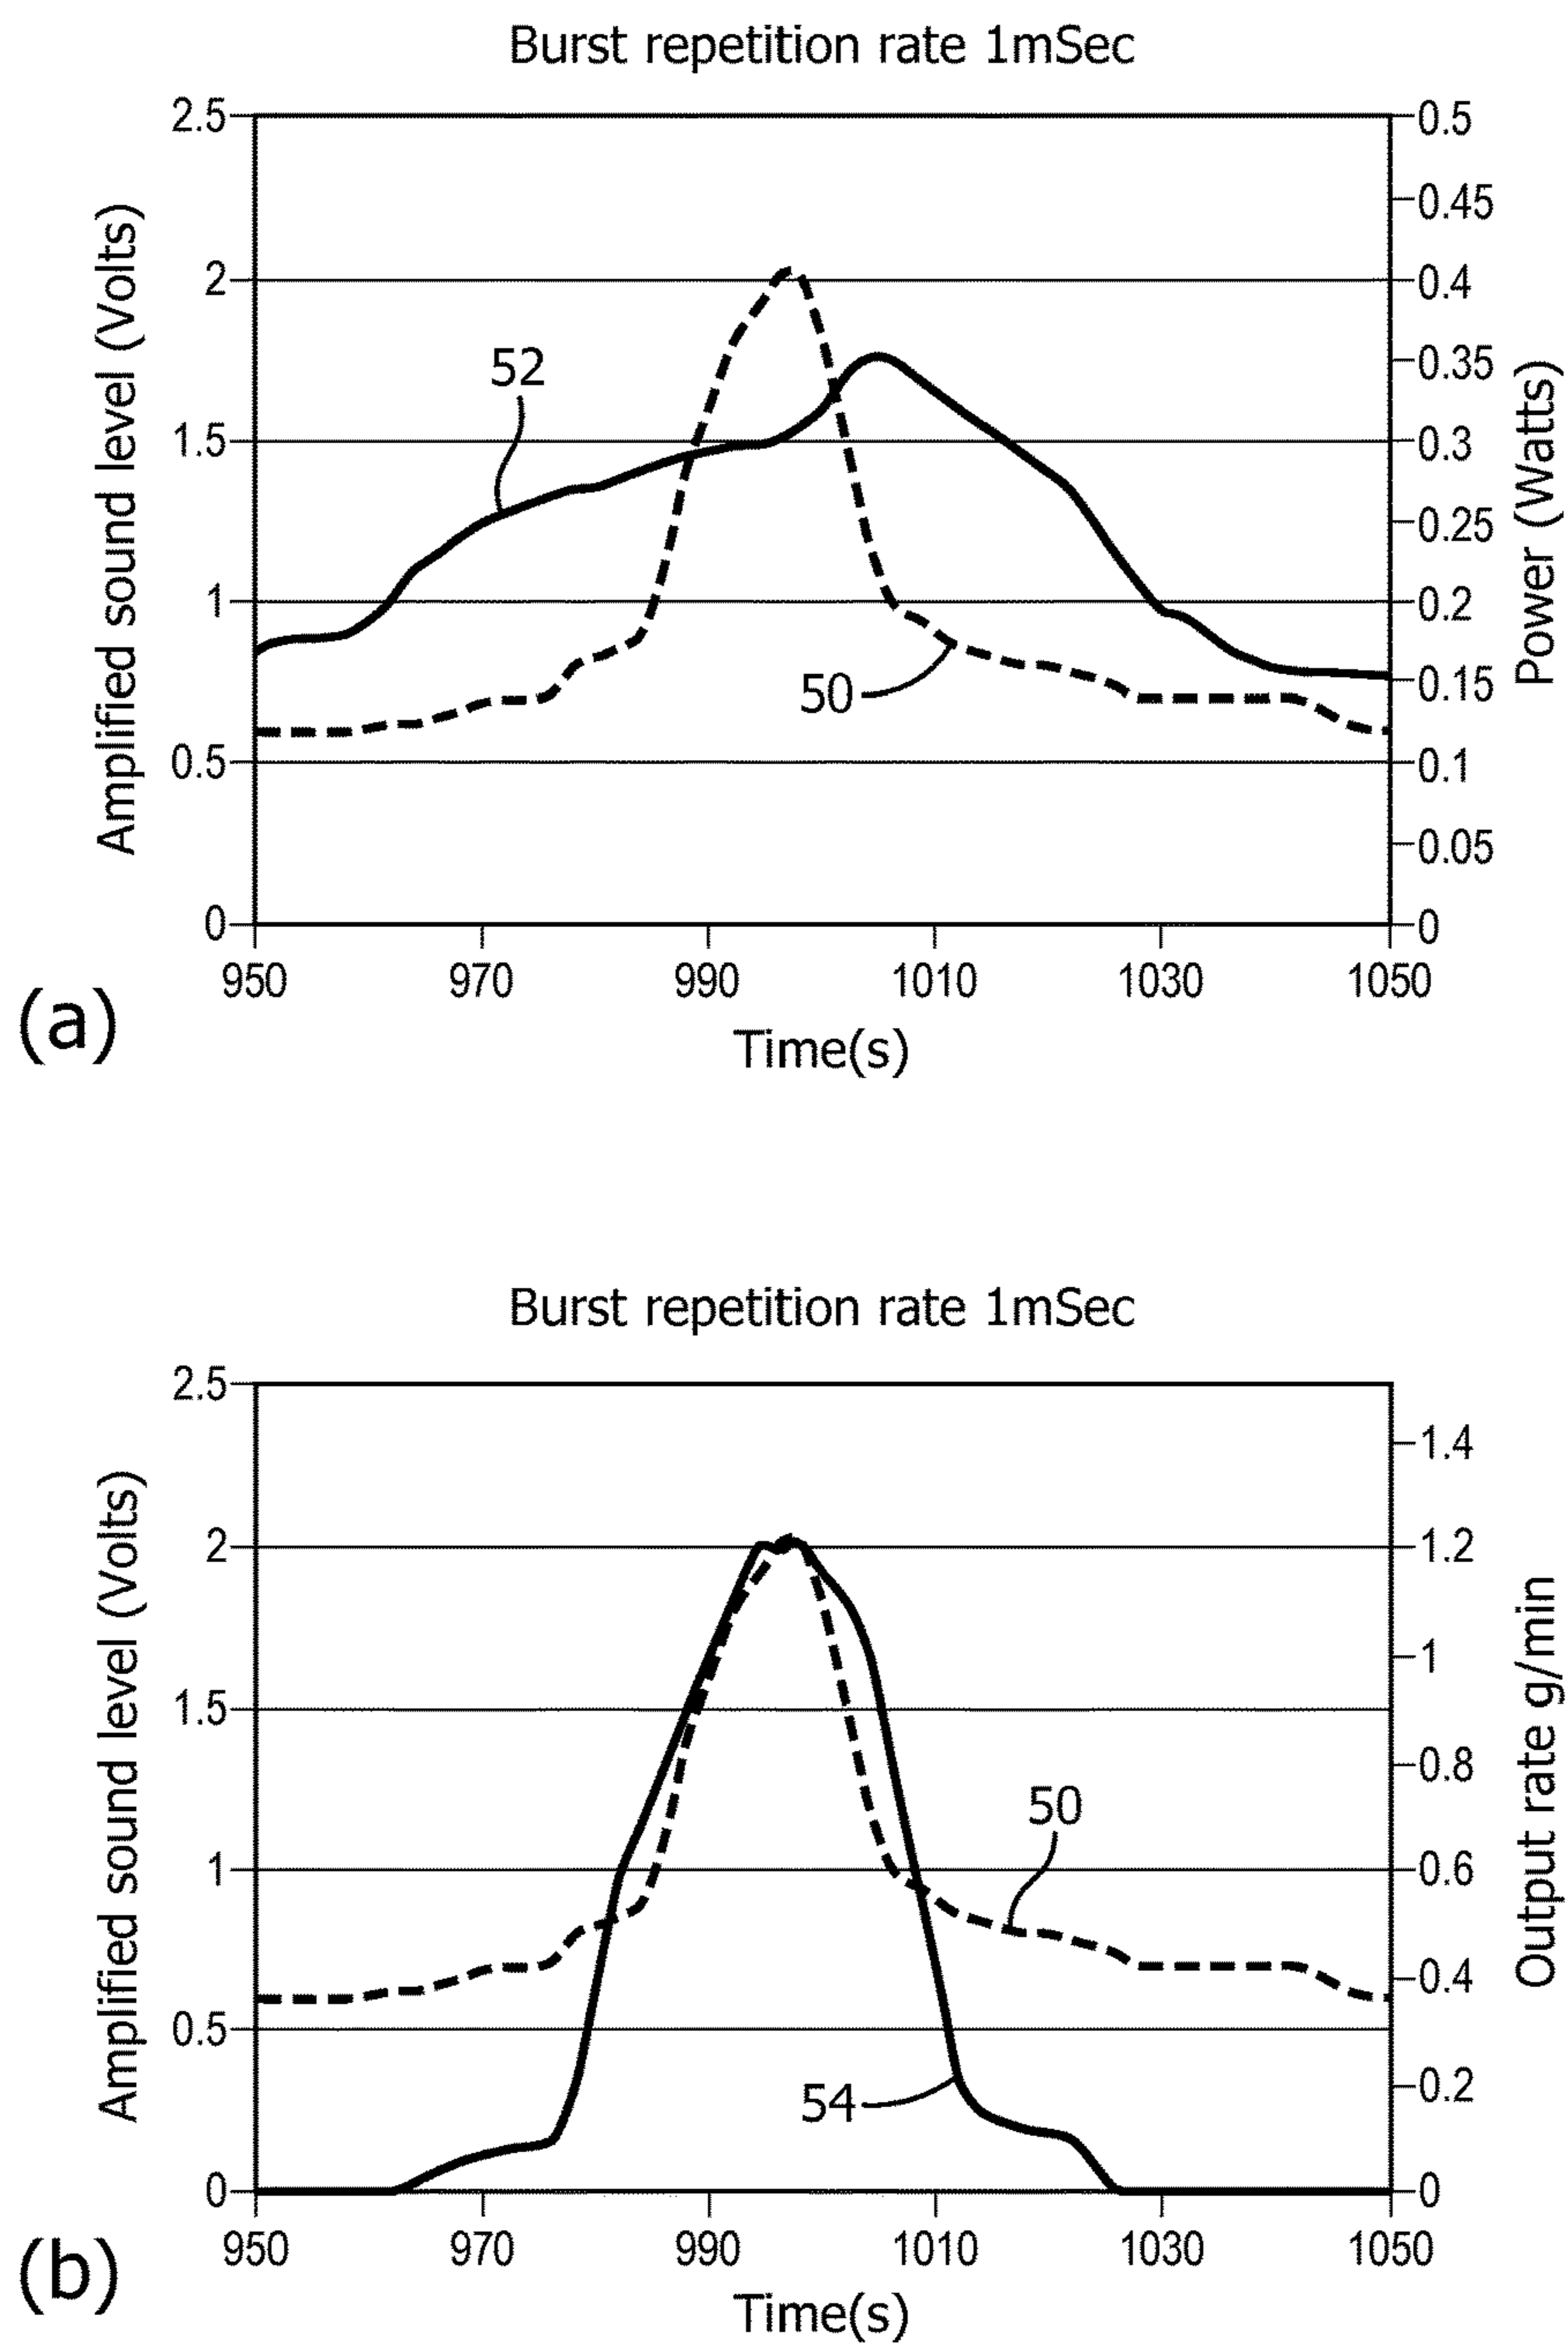 Burst repetition rate 1mSec
2.5
2
1.5
1
0.5
0
Amplified sound level (Volts)
0.5
0.45
0.4
0.35
0.3
0.25
0.2
0.15
0.1
0.05
0
Power (Watts)
52
50
950 970 990 1010 1030 1050
Time(s)
(a)
Burst repetition rate 1mSec
2.5
2
1.5
1
0.5
0
Amplified sound level (Volts)
1.4
1.2
1
0.8
0.6
0.4
0.2
0
Output rate g/min
50
54
950 970 990 1010 1030 1050
Time(s)
(b)